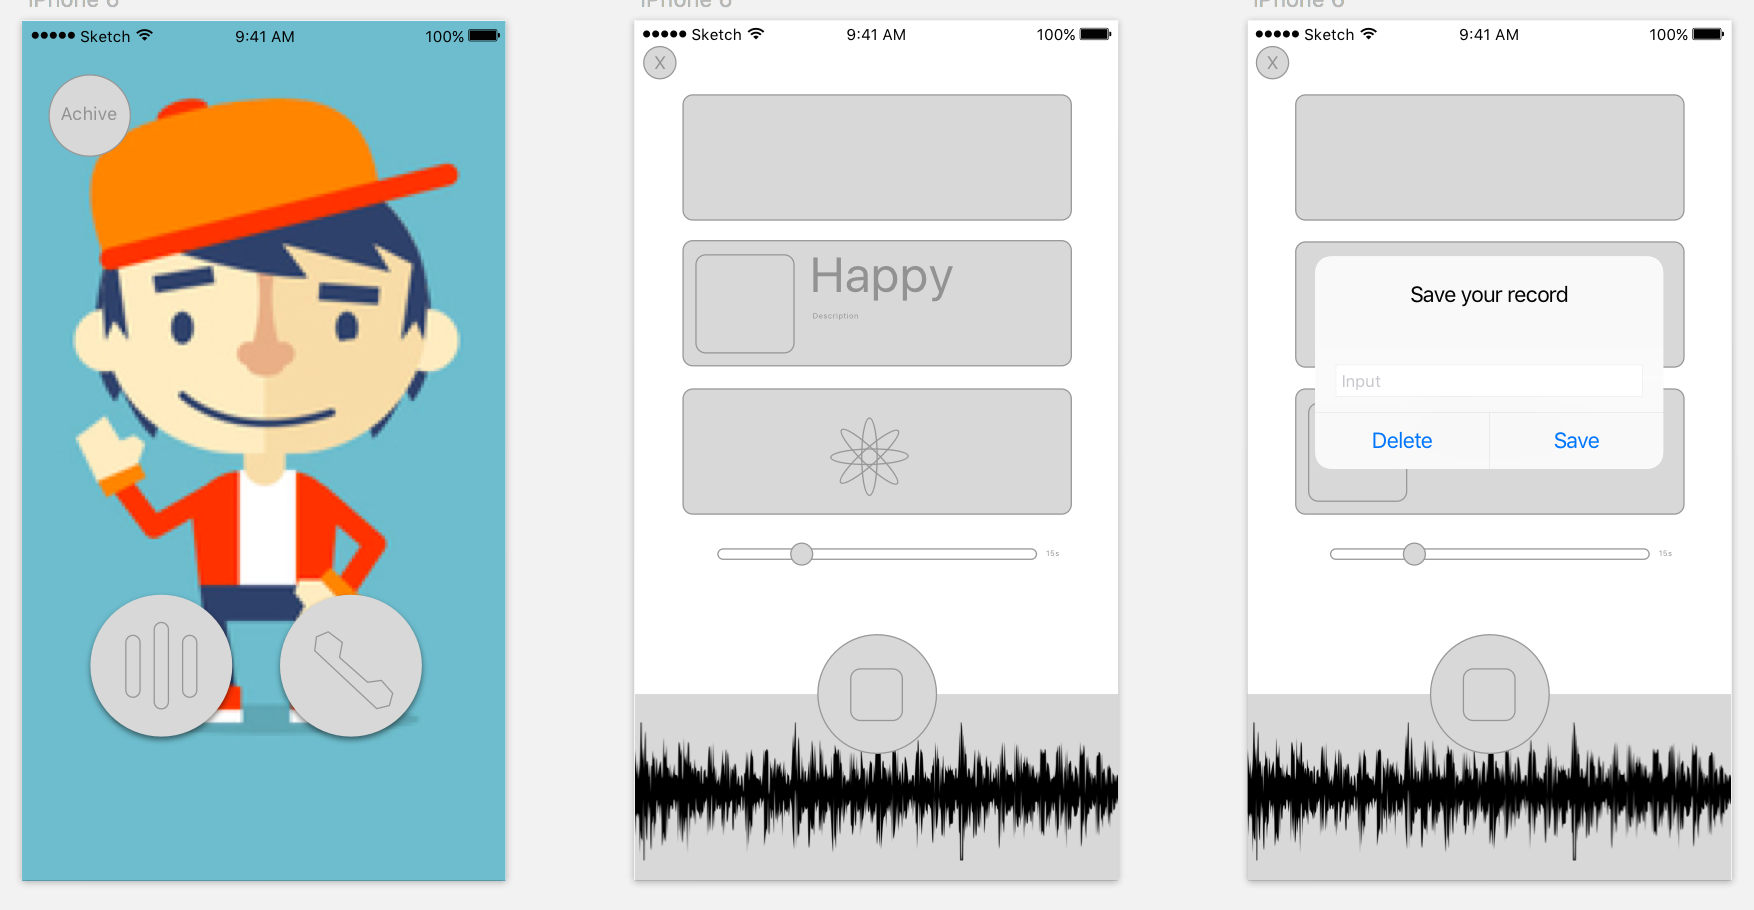 iPhone 6
Sketch 9:41 AM 100%
Achive
iPhone 6
Sketch 9:41 AM 100%
X
Happy
Description
15s
iPhone 6
Sketch 9:41 AM 100%
X
Save your record
Input
Delete Save
15s